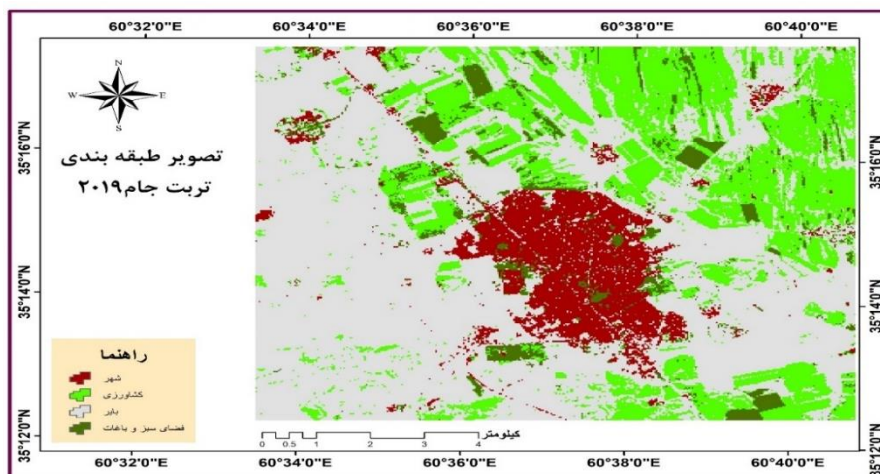 60°32'0"E 60°34'0"E 60°36'0"E 60°38'0"E 60°40'0"E
N
W E
S
تصویر طبقه بندی
تربت جام۲۰۱۹
35°16'0"N 35°16'0"N
35°14'0"N 35°14'0"N
35°12'0"N 35°12'0"N
راهنما
شهر
کشاورزی
بایر
فضای سبز و باغات
کیلومتر
0 0.5 1 2 3 4
60°32'0"E 60°34'0"E 60°36'0"E 60°38'0"E 60°40'0"E